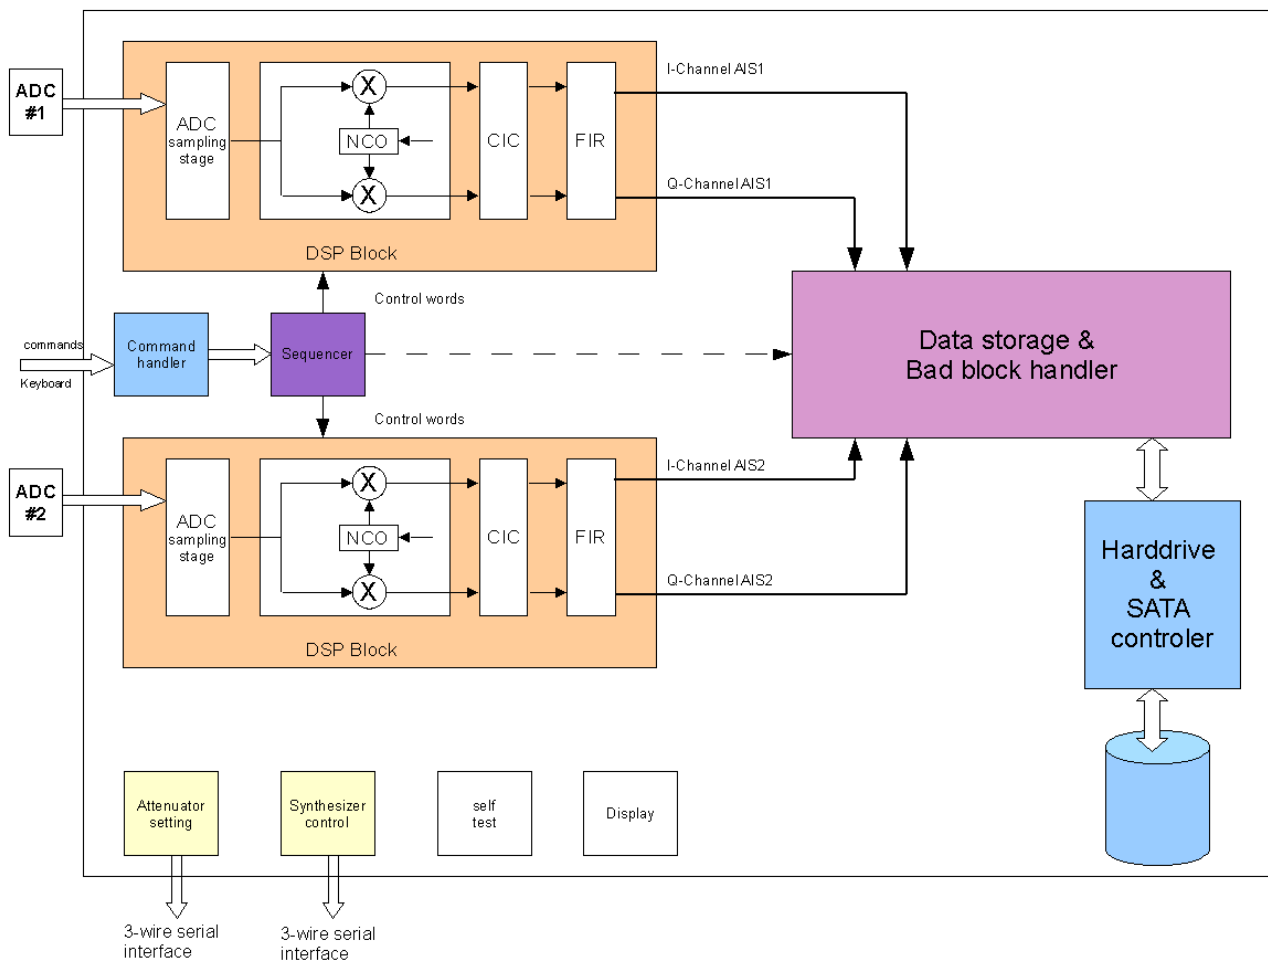 I-Channel AIS1
ADC
#1
X
ADC
sampling
stage
NCO
CIC
FIR
X
Q-Channel AIS1
DSP Block
Control words
commands
Keyboard
Command
handler
Sequencer
Data storage &
Bad block handler
Control words
I-Channel AIS2
ADC
#2
X
ADC
sampling
stage
NCO
CIC
FIR
X
Q-Channel AIS2
DSP Block
Harddrive
&
SATA
controler
Attenuator
setting
Synthesizer
control
self
test
Display
3-wire serial
interface
3-wire serial
interface